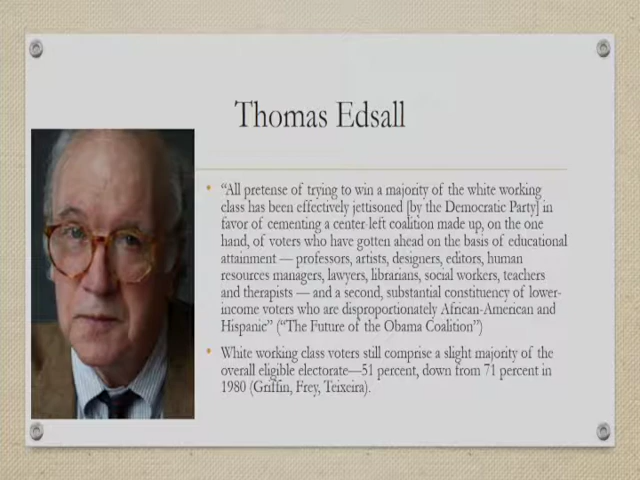 Thomas Edsall
• “All pretense of trying to win a majority of the white working
class has been effectively jettisoned [by the Democratic Party] in
favor of cementing a center-left coalition made up, on the one
hand, of voters who have gotten ahead on the basis of educational
attainment — professors, artists, designers, editors, human
resources managers, lawyers, librarians, social workers, teachers
and therapists — and a second, substantial constituency of lower-
income voters who are disproportionately African-American and
Hispanic” (“The Future of the Obama Coalition”)
• White working class voters still comprise a slight majority of the
overall eligible electorate—51 percent, down from 71 percent in
1980 (Griffin, Frey, Teixeira).